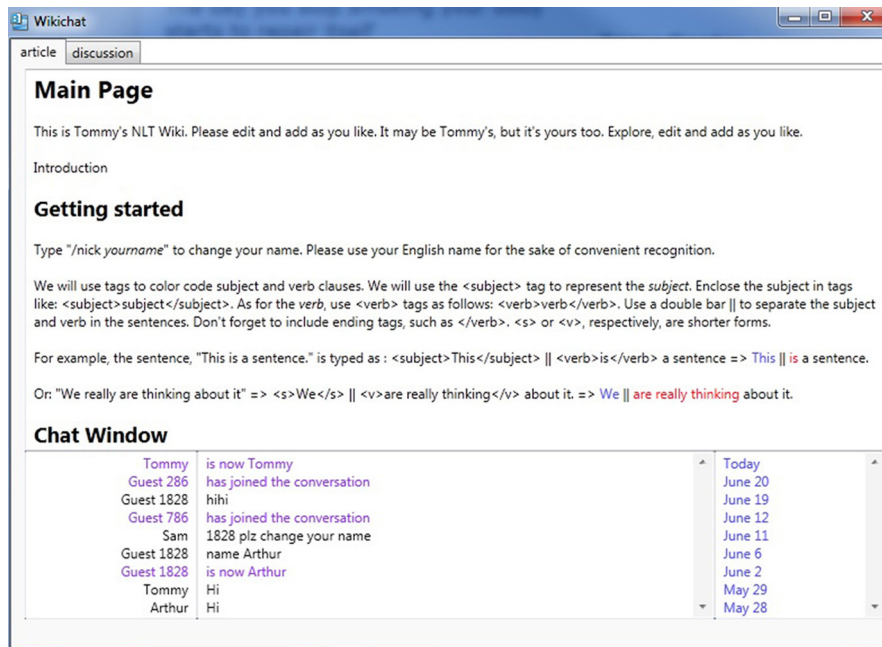 Wikichat
article discussion
Main Page
This is Tommy's NLT Wiki. Please edit and add as you like. It may be Tommy's, but it's yours too. Explore, edit and add as you like.
Introduction
Getting started
Type "/nick yourname" to change your name. Please use your English name for the sake of convenient recognition.
We will use tags to color code subject and verb clauses. We will use the <subject> tag to represent the subject. Enclose the subject in tags
like: <subject>subject</subject>. As for the verb, use <verb> tags as follows: <verb>verb</verb>. Use a double bar || to separate the subject
and verb in the sentences. Don't forget to include ending tags, such as </verb>. <s> or <v>, respectively, are shorter forms.
For example, the sentence, "This is a sentence." is typed as : <subject>This</subject> || <verb>is</verb> a sentence => This || is a sentence.
Or: "We really are thinking about it" => <s>We</s> || <v>are really thinking</v> about it. => We || are really thinking about it.
Chat Window
Tommy is now Tommy Today
Guest 286 has joined the conversation June 20
Guest 1828 hihi June 19
Guest 786 has joined the conversation June 12
Sam 1828 plz change your name June 11
Guest 1828 name Arthur June 6
Guest 1828 is now Arthur June 2
Tommy Hi May 29
Arthur Hi May 28